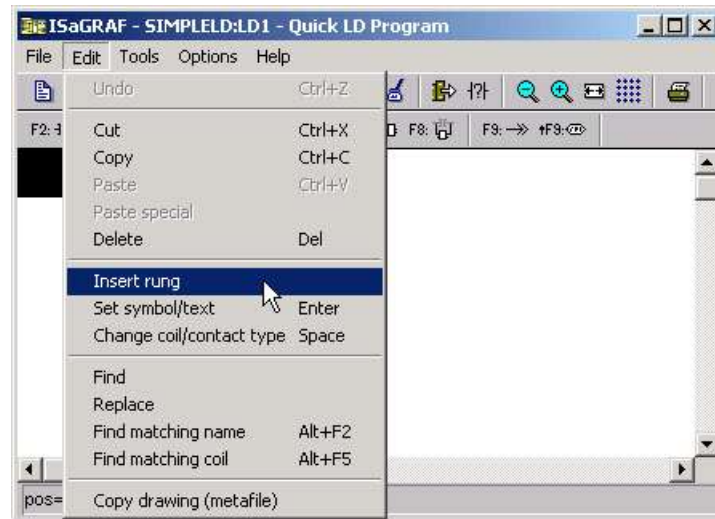 ISaGRAF - SIMPLELD:LD1 - Quick LD Program
File Edit Tools Options Help
Undo Ctrl+Z
F2: F8: F9: ↑F9:
Cut Ctrl+X
Copy Ctrl+C
Paste Ctrl+V
Paste special
Delete Del
Insert rung
Set symbol/text Enter
Change coil/contact type Space
Find
Replace
Find matching name Alt+F2
Find matching coil Alt+F5
pos=
Copy drawing (metafile)